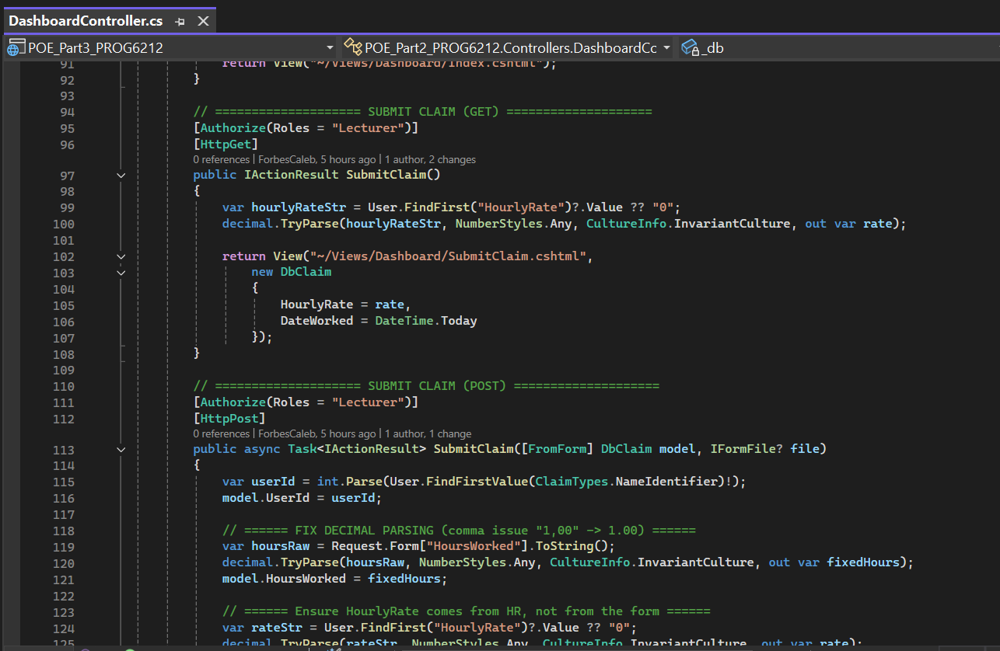 DashboardController.cs
POE_Part3_PROG6212 POE_Part2_PROG6212.Controllers.DashboardCc _db
91 return View("~/Views/Dashboard/Index.cshtml");
92 }
93
94 // ==================== SUBMIT CLAIM (GET) ====================
95 [Authorize(Roles = "Lecturer")]
96 [HttpGet]
0 references | ForbesCaleb, 5 hours ago | 1 author, 2 changes
97 public IActionResult SubmitClaim()
98 {
99 var hourlyRateStr = User.FindFirst("HourlyRate")?.Value ?? "0";
100 decimal.TryParse(hourlyRateStr, NumberStyles.Any, CultureInfo.InvariantCulture, out var rate);
101
102 return View("~/Views/Dashboard/SubmitClaim.cshtml",
103 new DbClaim
104 {
105 HourlyRate = rate,
106 DateWorked = DateTime.Today
107 });
108 }
109
110 // ==================== SUBMIT CLAIM (POST) ====================
111 [Authorize(Roles = "Lecturer")]
112 [HttpPost]
0 references | ForbesCaleb, 5 hours ago | 1 author, 1 change
113 public async Task<IActionResult> SubmitClaim([FromForm] DbClaim model, IFormFile? file)
114 {
115 var userId = int.Parse(User.FindFirstValue(ClaimTypes.NameIdentifier)!);
116 model.UserId = userId;
117
118 // ====== FIX DECIMAL PARSING (comma issue "1,00" -> 1.00) ======
119 var hoursRaw = Request.Form["HoursWorked"].ToString();
120 decimal.TryParse(hoursRaw, NumberStyles.Any, CultureInfo.InvariantCulture, out var fixedHours);
121 model.HoursWorked = fixedHours;
122
123 // ====== Ensure HourlyRate comes from HR, not from the form ======
124 var rateStr = User.FindFirst("HourlyRate")?.Value ?? "0";
125 decimal.TryParse(rateStr, NumberStyles.Any, CultureInfo.InvariantCulture, out var rate);